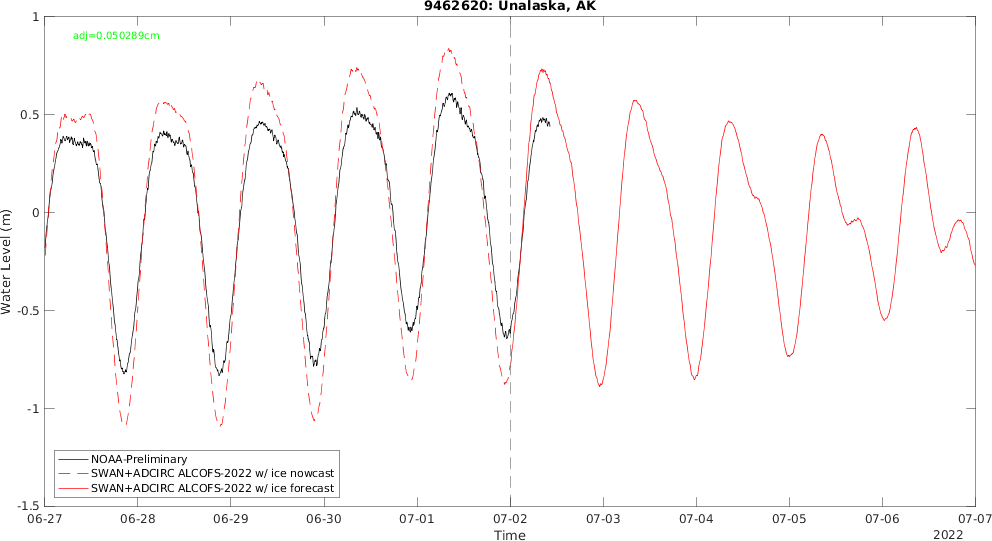 9462620: Unalaska, AK
adj=0.050289cm
Water Level (m)
1
0.5
0
-0.5
-1
-1.5
NOAA-Preliminary
SWAN+ADCIRC ALCOFS-2022 w/ ice nowcast
SWAN+ADCIRC ALCOFS-2022 w/ ice forecast
06-27 06-28 06-29 06-30 07-01 07-02 07-03 07-04 07-05 07-06 07-07
Time
2022